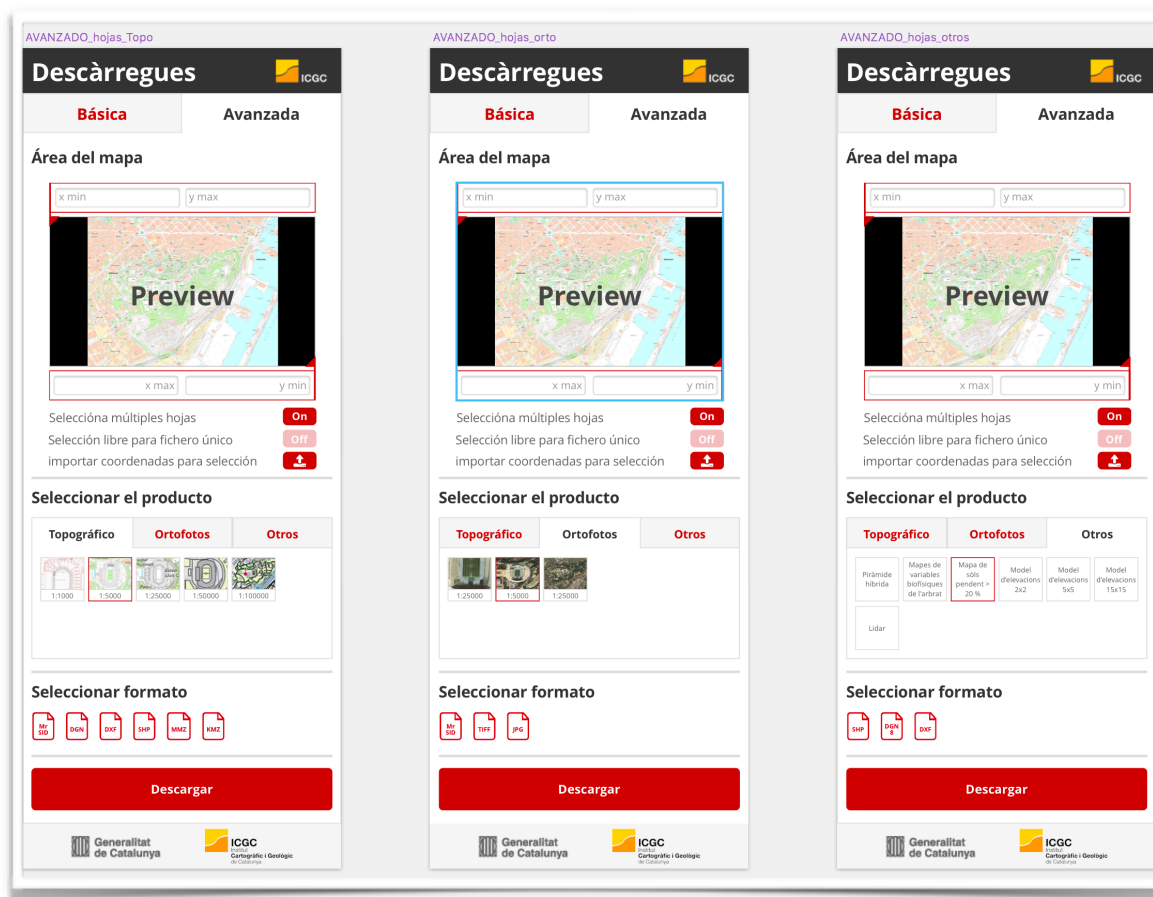 AVANZADO_hojas_Topo
Descàrregues
ICGC
Básica Avanzada
Área del mapa
x min y max
Preview
x max y min
Seleccióna múltiples hojas On
Selección libre para fichero único Off
importar coordenadas para selección
Seleccionar el producto
Topográfico Ortofotos Otros
1:1000 1:5000 1:25000 1:50000 1:100000
Seleccionar formato
Mr SID DGN DXF SHP MMZ KMZ
Descargar
Generalitat
de Catalunya
ICGC
Institut
Cartogràfic i Geològic
de Catalunya
AVANZADO_hojas_orto
Descàrregues
ICGC
Básica Avanzada
Área del mapa
x min y max
Preview
x max y min
Seleccióna múltiples hojas On
Selección libre para fichero único Off
importar coordenadas para selección
Seleccionar el producto
Topográfico Ortofotos Otros
1:25000 1:5000 1:25000
Seleccionar formato
Mr SID TIFF JPG
Descargar
Generalitat
de Catalunya
ICGC
Institut
Cartogràfic i Geològic
de Catalunya
AVANZADO_hojas_otros
Descàrregues
ICGC
Básica Avanzada
Área del mapa
x min y max
Preview
x max y min
Seleccióna múltiples hojas On
Selección libre para fichero único Off
importar coordenadas para selección
Seleccionar el producto
Topográfico Ortofotos Otros
Piràmide
híbrida
Mapes de
variables
biofísiques
de l'arbrat
Mapa de
sòls
pendent >
20 %
Model
d'elevacions
2x2
Model
d'elevacions
5x5
Model
d'elevacions
15x15
Lidar
Seleccionar formato
SHP DGN 8 DXF
Descargar
Generalitat
de Catalunya
ICGC
Institut
Cartogràfic i Geològic
de Catalunya